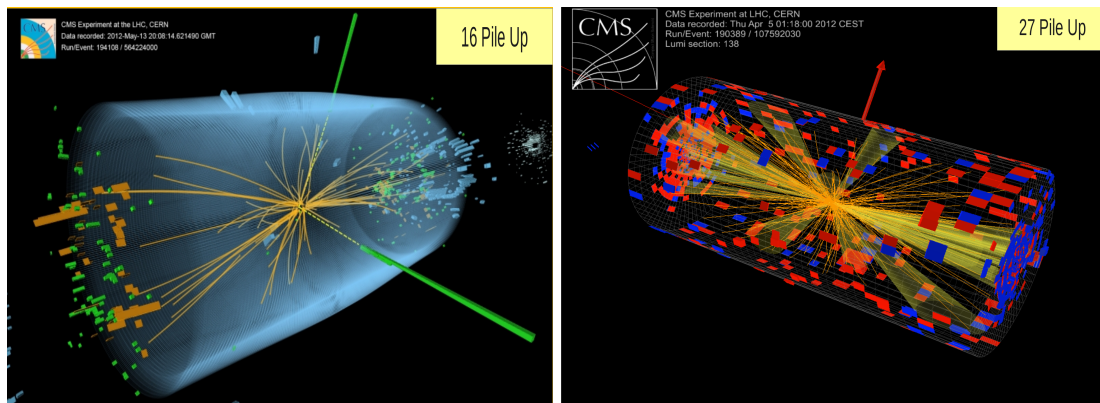 CMS
CMS Experiment at LHC, CERN
Data recorded: 2012-May-13 20:08:14.621490 GMT
Run/Event: 194108 / 564224000
16 Pile Up
CMS
CMS Experiment at LHC, CERN
Data recorded: Thu Apr 5 01:18:00 2012 CEST
Run/Event: 190389 / 107592030
Lumi section: 138
27 Pile Up